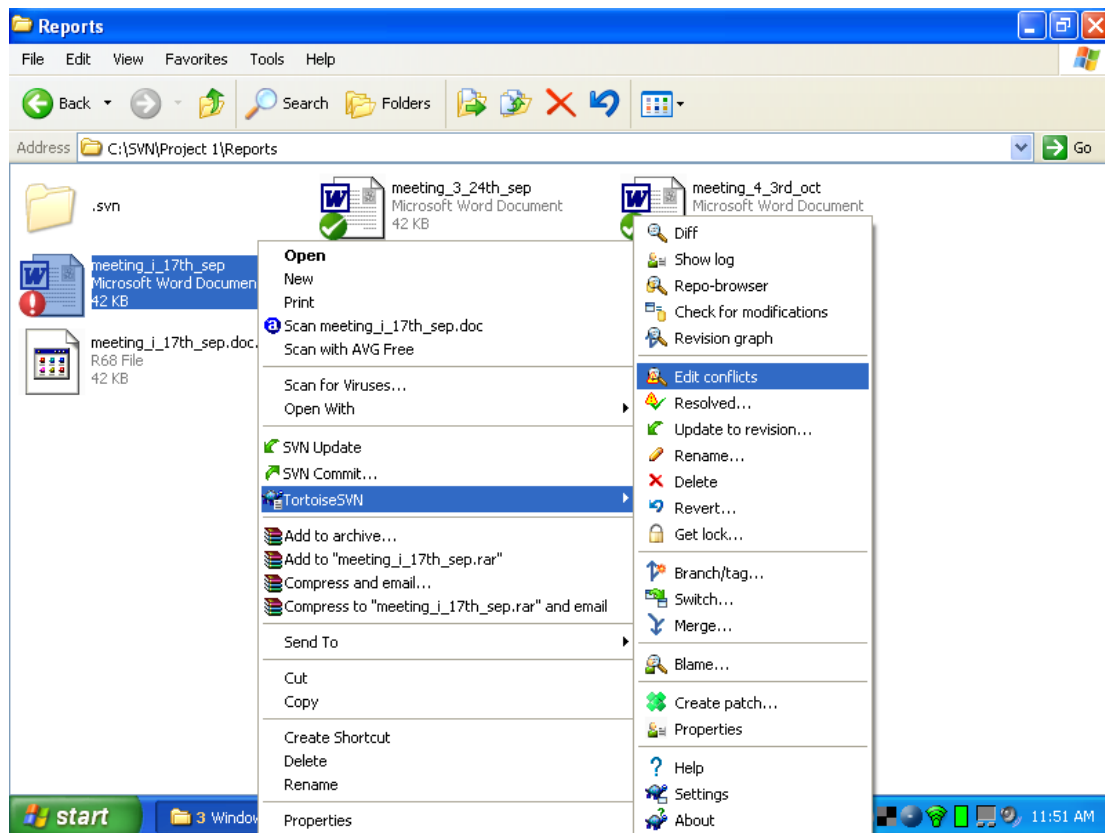 Reports
File Edit View Favorites Tools Help
Back Search Folders
Address C:\SVN\Project 1\Reports Go
.svn
meeting_3_24th_sep
Microsoft Word Document
42 KB
meeting_4_3rd_oct
Microsoft Word Document
meeting_i_17th_sep
Microsoft Word Documen
42 KB
meeting_i_17th_sep.doc.
R68 File
42 KB
Open
New
Print
Scan meeting_i_17th_sep.doc
Scan with AVG Free
Scan for Viruses...
Open With
SVN Update
SVN Commit...
TortoiseSVN
Add to archive...
Add to "meeting_i_17th_sep.rar"
Compress and email...
Compress to "meeting_i_17th_sep.rar" and email
Send To
Cut
Copy
Create Shortcut
Delete
Rename
Properties
Diff
Show log
Repo-browser
Check for modifications
Revision graph
Edit conflicts
Resolved...
Update to revision...
Rename...
Delete
Revert...
Get lock...
Branch/tag...
Switch...
Merge...
Blame...
Create patch...
Properties
Help
Settings
About
start 3 Window 11:51 AM